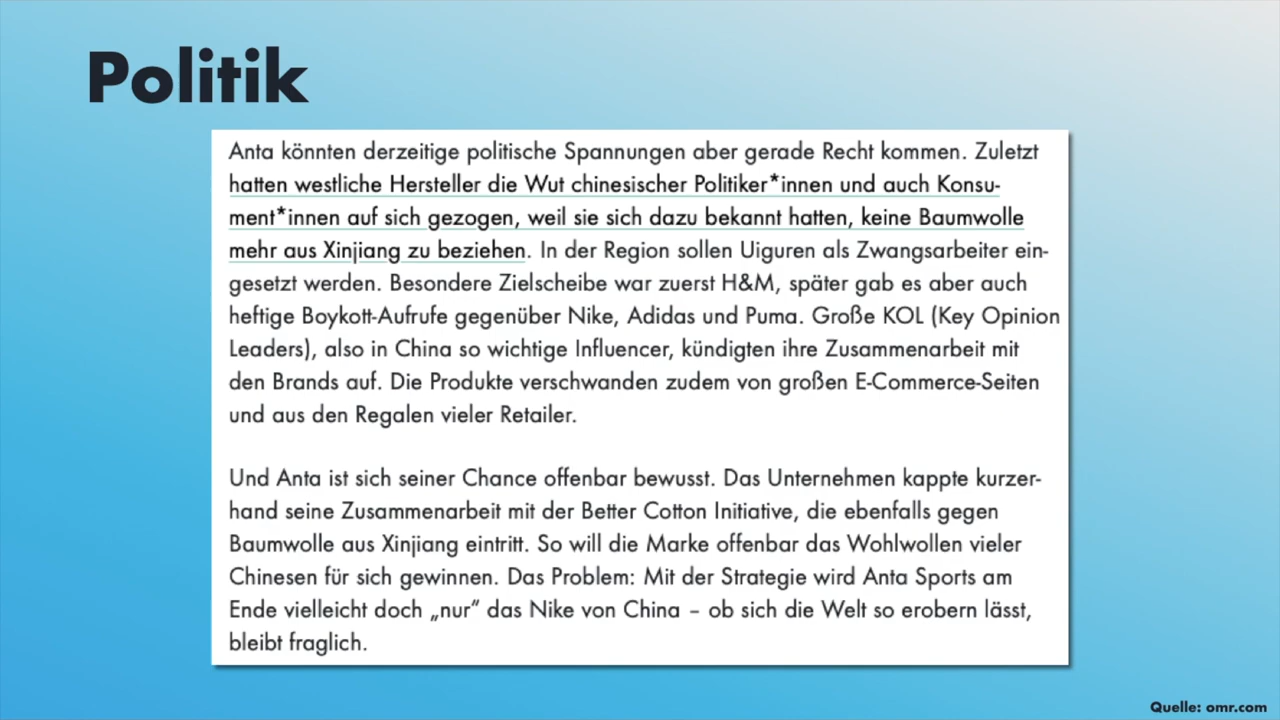 Politik
Anta könnten derzeitige politische Spannungen aber gerade Recht kommen. Zuletzt
hatten westliche Hersteller die Wut chinesischer Politiker*innen und auch Konsu-
ment*innen auf sich gezogen, weil sie sich dazu bekannt hatten, keine Baumwolle
mehr aus Xinjiang zu beziehen. In der Region sollen Uiguren als Zwangsarbeiter ein-
gesetzt werden. Besondere Zielscheibe war zuerst H&M, später gab es aber auch
heftige Boykott-Aufrufe gegenüber Nike, Adidas und Puma. Große KOL (Key Opinion
Leaders), also in China so wichtige Influencer, kündigten ihre Zusammenarbeit mit
den Brands auf. Die Produkte verschwanden zudem von großen E-Commerce-Seiten
und aus den Regalen vieler Retailer.
Und Anta ist sich seiner Chance offenbar bewusst. Das Unternehmen kappte kurzer-
hand seine Zusammenarbeit mit der Better Cotton Initiative, die ebenfalls gegen
Baumwolle aus Xinjiang eintritt. So will die Marke offenbar das Wohlwollen vieler
Chinesen für sich gewinnen. Das Problem: Mit der Strategie wird Anta Sports am
Ende vielleicht doch „nur“ das Nike von China – ob sich die Welt so erobern lässt,
bleibt fraglich.
Quelle: omr.com